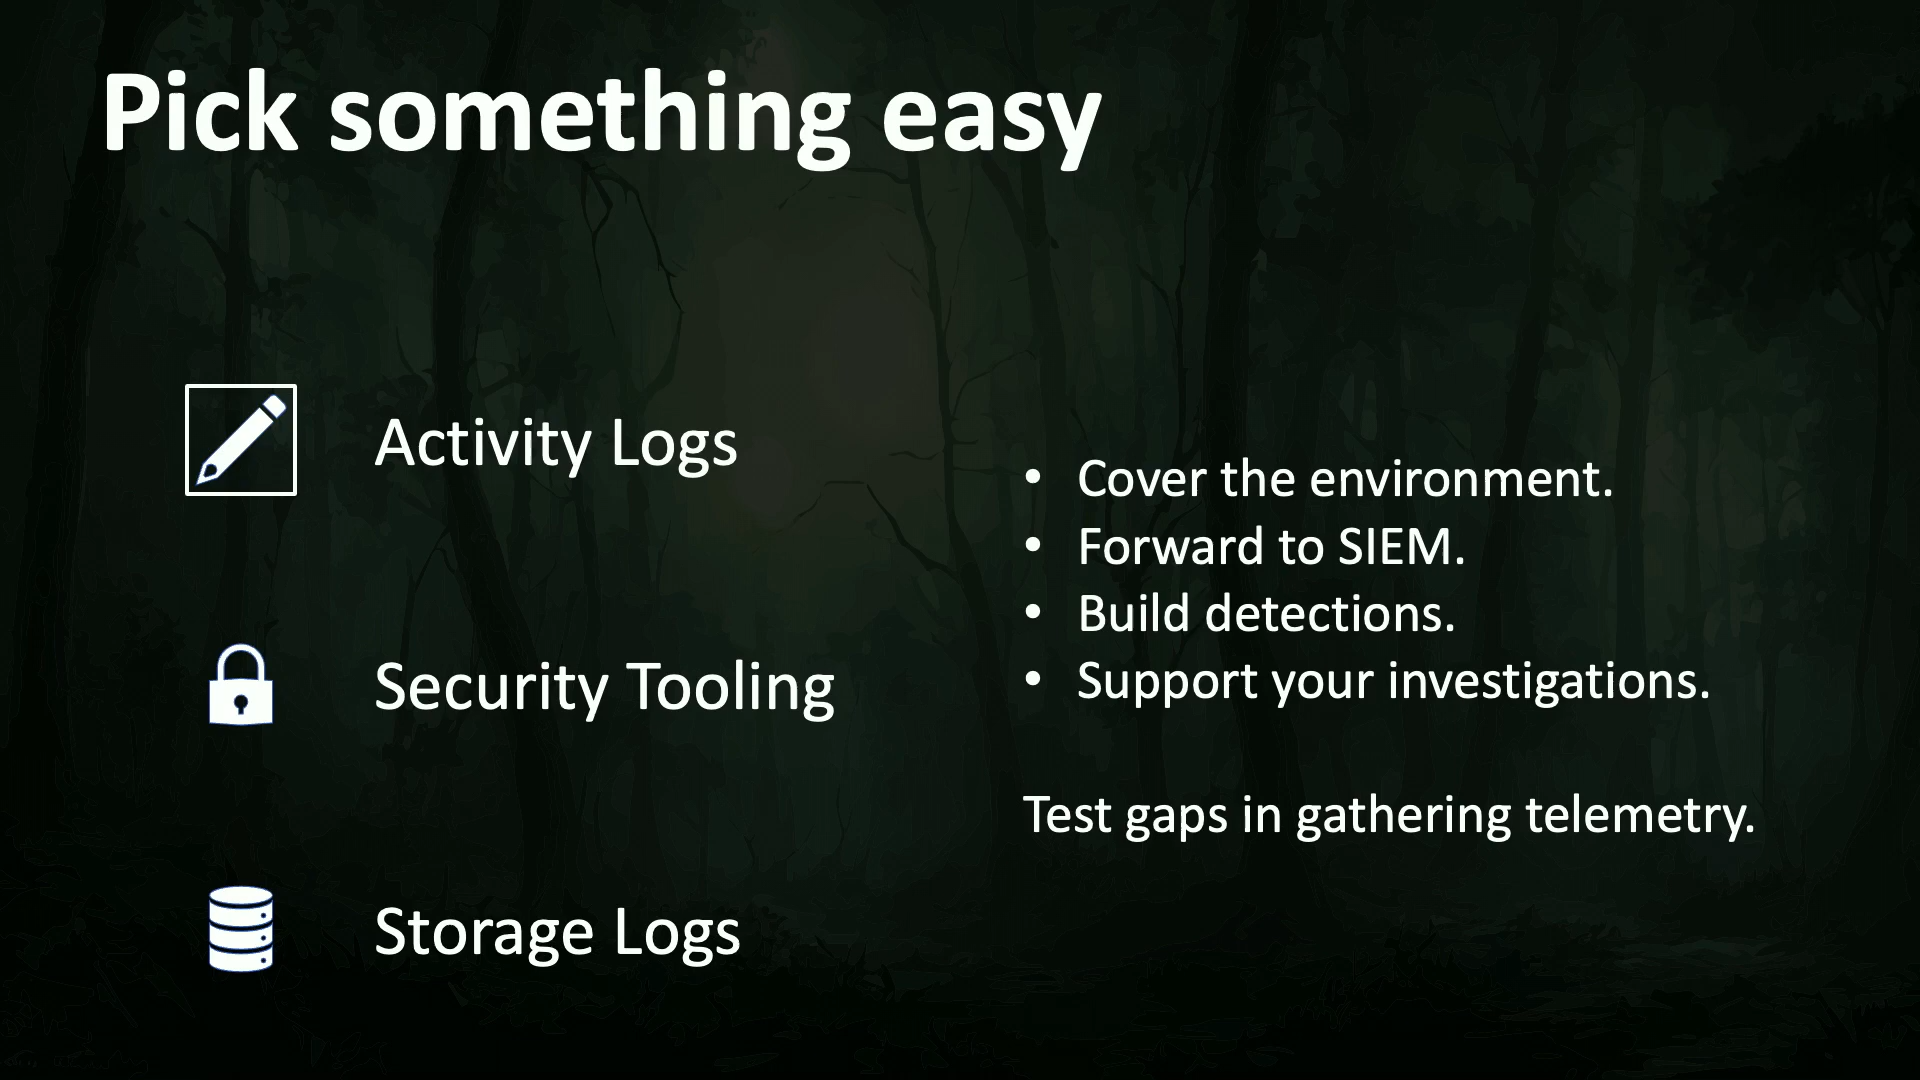 Pick something easy
Activity Logs
Security Tooling
Storage Logs
• Cover the environment.
• Forward to SIEM.
• Build detections.
• Support your investigations.
Test gaps in gathering telemetry.